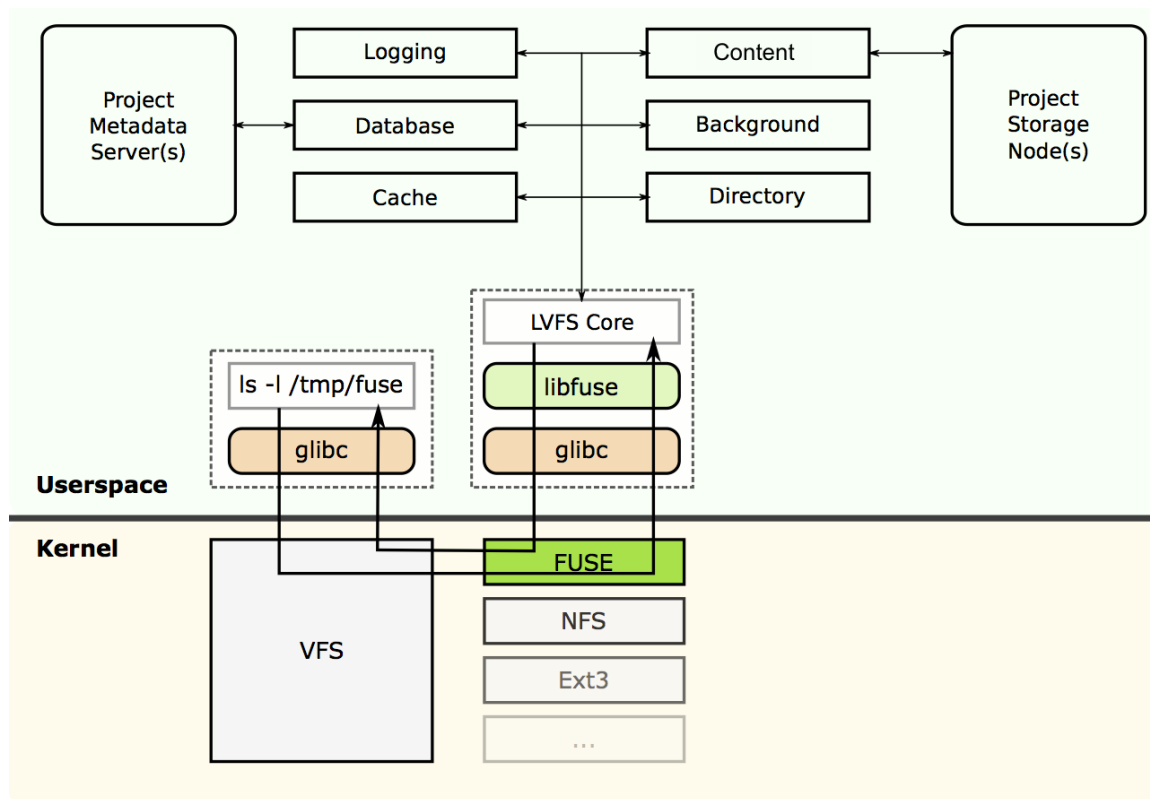 Project
Metadata
Server(s)
Logging
Database
Cache
Content
Background
Directory
Project
Storage
Node(s)
LVFS Core
libfuse
glibc
ls -l /tmp/fuse
glibc
Userspace
Kernel
VFS
FUSE
NFS
Ext3
...